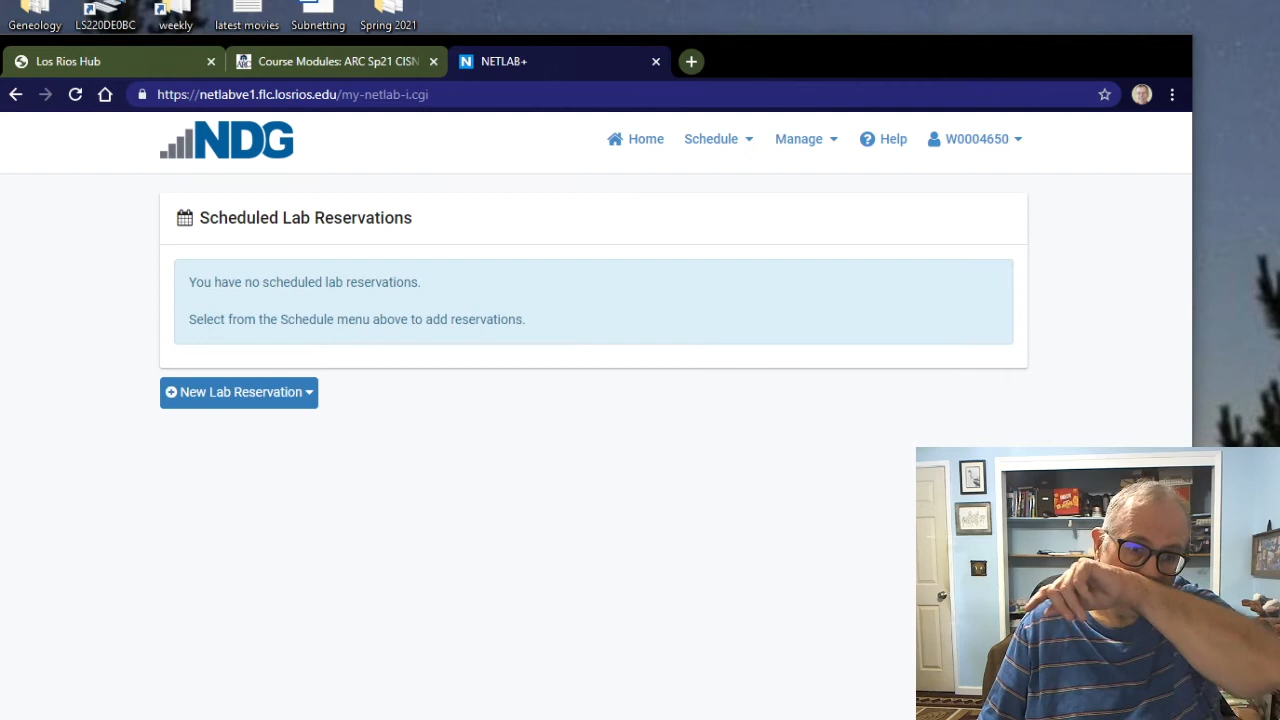 Geneology LS220DE0BC weekly latest movies Subnetting Spring 2021
Los Rios Hub Course Modules: ARC Sp21 CISN NETLAB+
https://netlabve1.flc.losrios.edu/my-netlab-i.cgi
NDG Home Schedule Manage Help W0004650
Scheduled Lab Reservations
You have no scheduled lab reservations.
Select from the Schedule menu above to add reservations.
New Lab Reservation